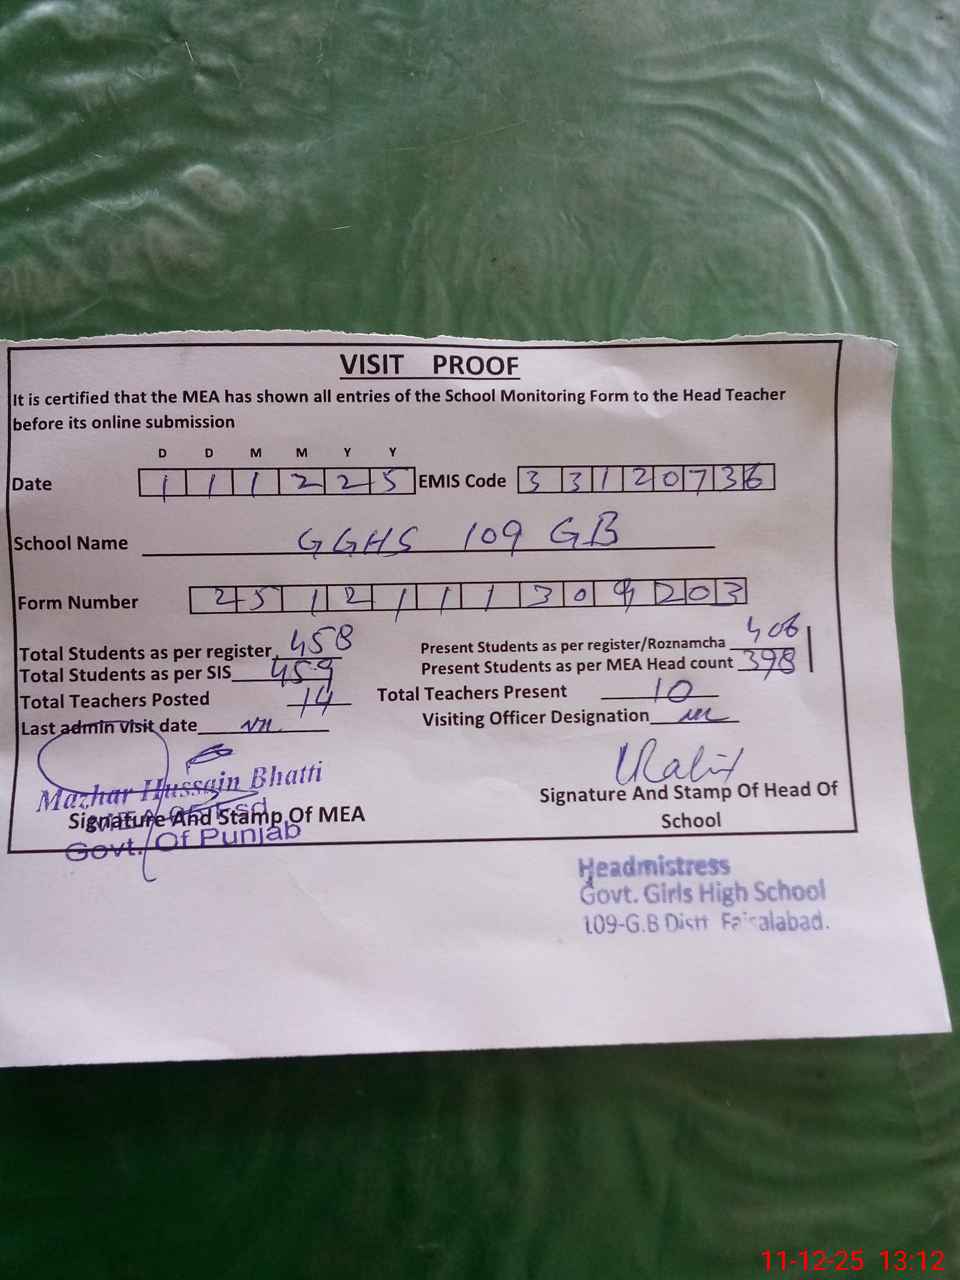 VISIT PROOF
It is certified that the MEA has shown all entries of the School Monitoring Form to the Head Teacher
before its online submission
D D M M Y Y
Date 1 1 1 2 2 5 EMIS Code 3 3 1 2 0 7 3 6
School Name GGHS 109 GB
Form Number 2 5 1 2 1 1 1 3 0 9 2 0 3
Total Students as per register 458 Present Students as per register/Roznamcha 406
Total Students as per SIS 459 Present Students as per MEA Head count 398
Total Teachers Posted 14 Total Teachers Present 10
Last admin visit date Nil Visiting Officer Designation
Mazhar Hussain Bhatti
Signature And Stamp Of MEA
Govt. Of Punjab
Signature And Stamp Of Head Of
School
Headmistress
Govt. Girls High School
109-G.B Distt Faisalabad.
11-12-25 13:12